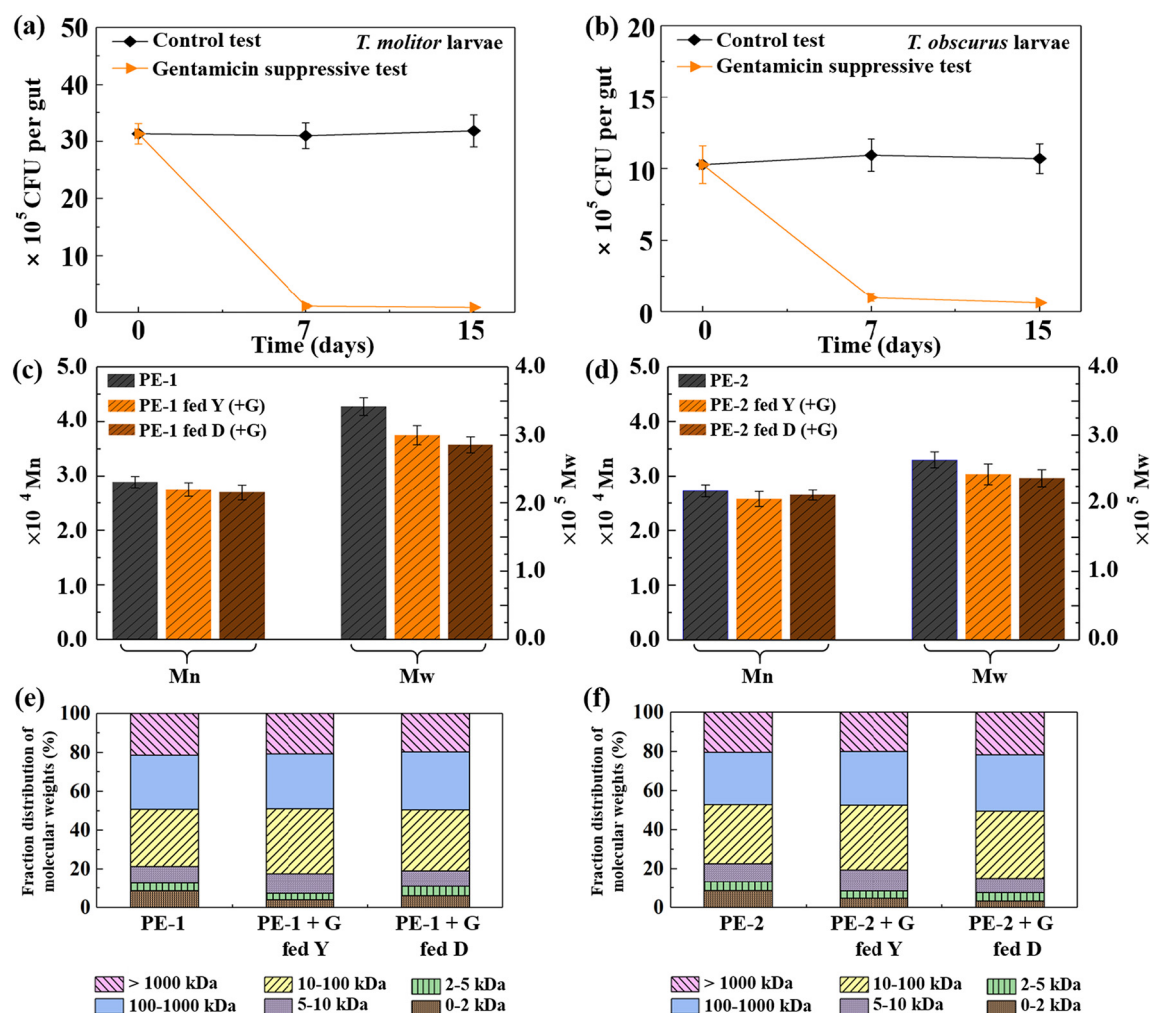 (a)
50
40
30
20
10
0
× 10⁵ CFU per gut
Control test
T. molitor larvae
Gentamicin suppressive test
0
7
15
Time (days)
(b)
20
15
10
5
0
× 10⁵ CFU per gut
Control test
T. obscurus larvae
Gentamicin suppressive test
0
7
15
Time (days)
(c)
5.0
4.0
3.0
2.0
1.0
0.0
×10⁴ Mn
PE-1
PE-1 fed Y (+G)
PE-1 fed D (+G)
4.0
3.0
2.0
1.0
0.0
×10⁵ Mw
Mn
Mw
(d)
5.0
4.0
3.0
2.0
1.0
0.0
×10⁴ Mn
PE-2
PE-2 fed Y (+G)
PE-2 fed D (+G)
4.0
3.0
2.0
1.0
0.0
×10⁵ Mw
Mn
Mw
(e)
100
80
60
40
20
0
Fraction distribution of
molecular weights (%)
PE-1
PE-1 + G
fed Y
PE-1 + G
fed D
> 1000 kDa
10-100 kDa
2-5 kDa
100-1000 kDa
5-10 kDa
0-2 kDa
(f)
100
80
60
40
20
0
Fraction distribution of
molecular weights (%)
PE-2
PE-2 + G
fed Y
PE-2 + G
fed D
> 1000 kDa
10-100 kDa
2-5 kDa
100-1000 kDa
5-10 kDa
0-2 kDa